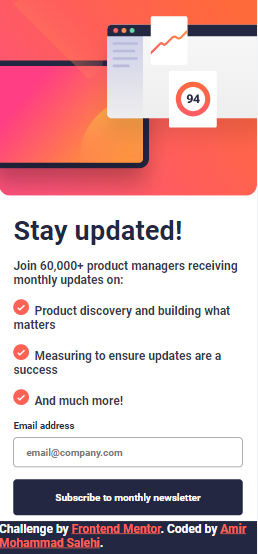 94
Stay updated!
Join 60,000+ product managers receiving
monthly updates on:
Product discovery and building what
matters
Measuring to ensure updates are a
success
And much more!
Email address
email@company.com
Subscribe to monthly newsletter
Challenge by Frontend Mentor. Coded by Amir
Mohammad Salehi.